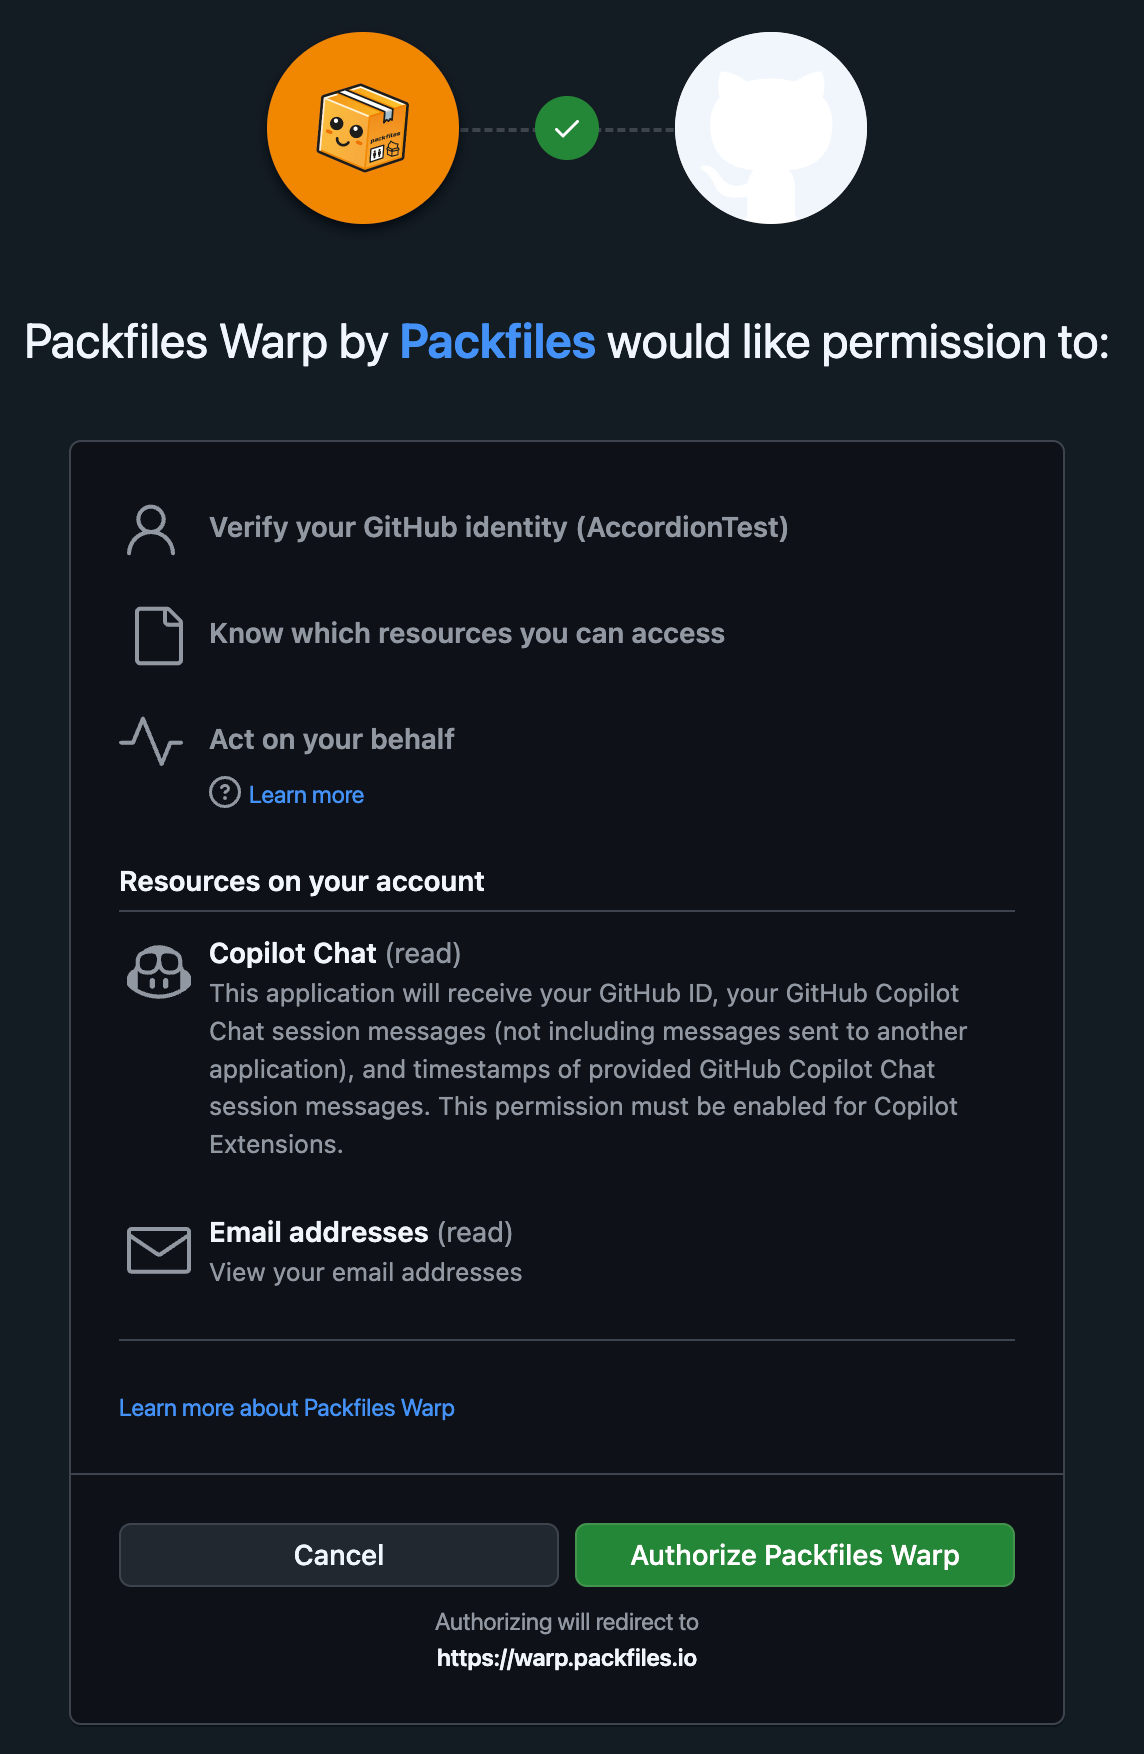 packfiles
Packfiles Warp by Packfiles would like permission to:
Verify your GitHub identity (AccordionTest)
Know which resources you can access
Act on your behalf
Learn more
Resources on your account
Copilot Chat (read)
This application will receive your GitHub ID, your GitHub Copilot
Chat session messages (not including messages sent to another
application), and timestamps of provided GitHub Copilot Chat
session messages. This permission must be enabled for Copilot
Extensions.
Email addresses (read)
View your email addresses
Learn more about Packfiles Warp
Cancel
Authorize Packfiles Warp
Authorizing will redirect to
https://warp.packfiles.io